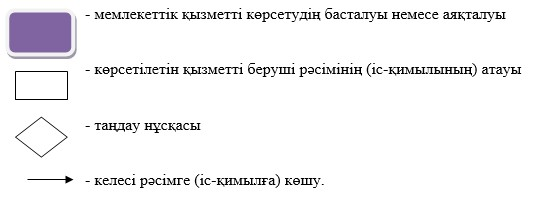 - мемлекеттік қызметті көрсетудің басталуы немесе аяқталуы
- көрсетілетін қызметті беруші рәсімінің (іс-қимылының) атауы
- таңдау нұсқасы
- келесі рәсімге (іс-қимылға) көшу.